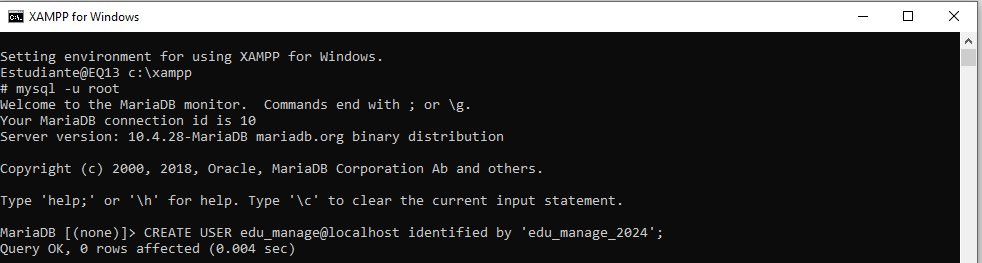 XAMPP for Windows
Setting environment for using XAMPP for Windows.
Estudiante@EQ13 c:\xampp
# mysql -u root
Welcome to the MariaDB monitor.  Commands end with ; or \g.
Your MariaDB connection id is 10
Server version: 10.4.28-MariaDB mariadb.org binary distribution
Copyright (c) 2000, 2018, Oracle, MariaDB Corporation Ab and others.
Type 'help;' or '\h' for help. Type '\c' to clear the current input statement.
MariaDB [(none)]> CREATE USER edu_manage@localhost identified by 'edu_manage_2024';
Query OK, 0 rows affected (0.004 sec)